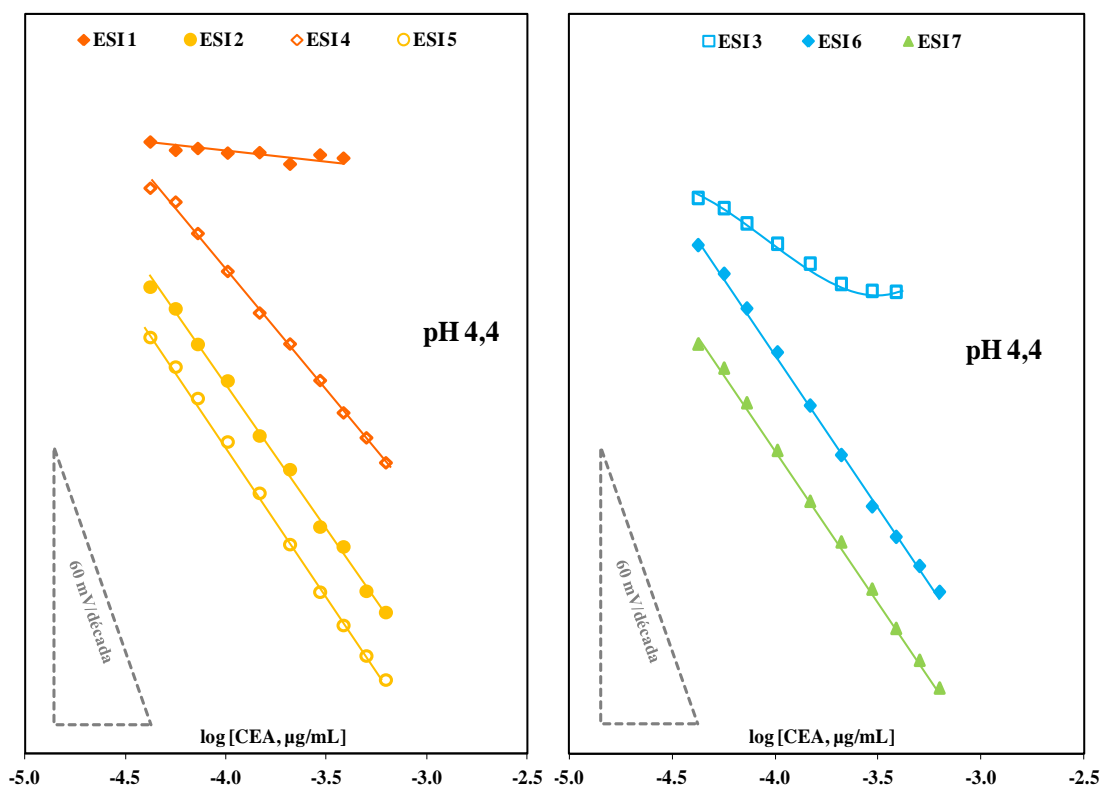 ESI 1 ESI 2 ESI 4 ESI 5
pH 4,4
60 mV/década
log [CEA, µg/mL]
-5.0 -4.5 -4.0 -3.5 -3.0 -2.5
ESI 3 ESI 6 ESI 7
pH 4,4
60 mV/década
log [CEA, µg/mL]
-5.0 -4.5 -4.0 -3.5 -3.0 -2.5